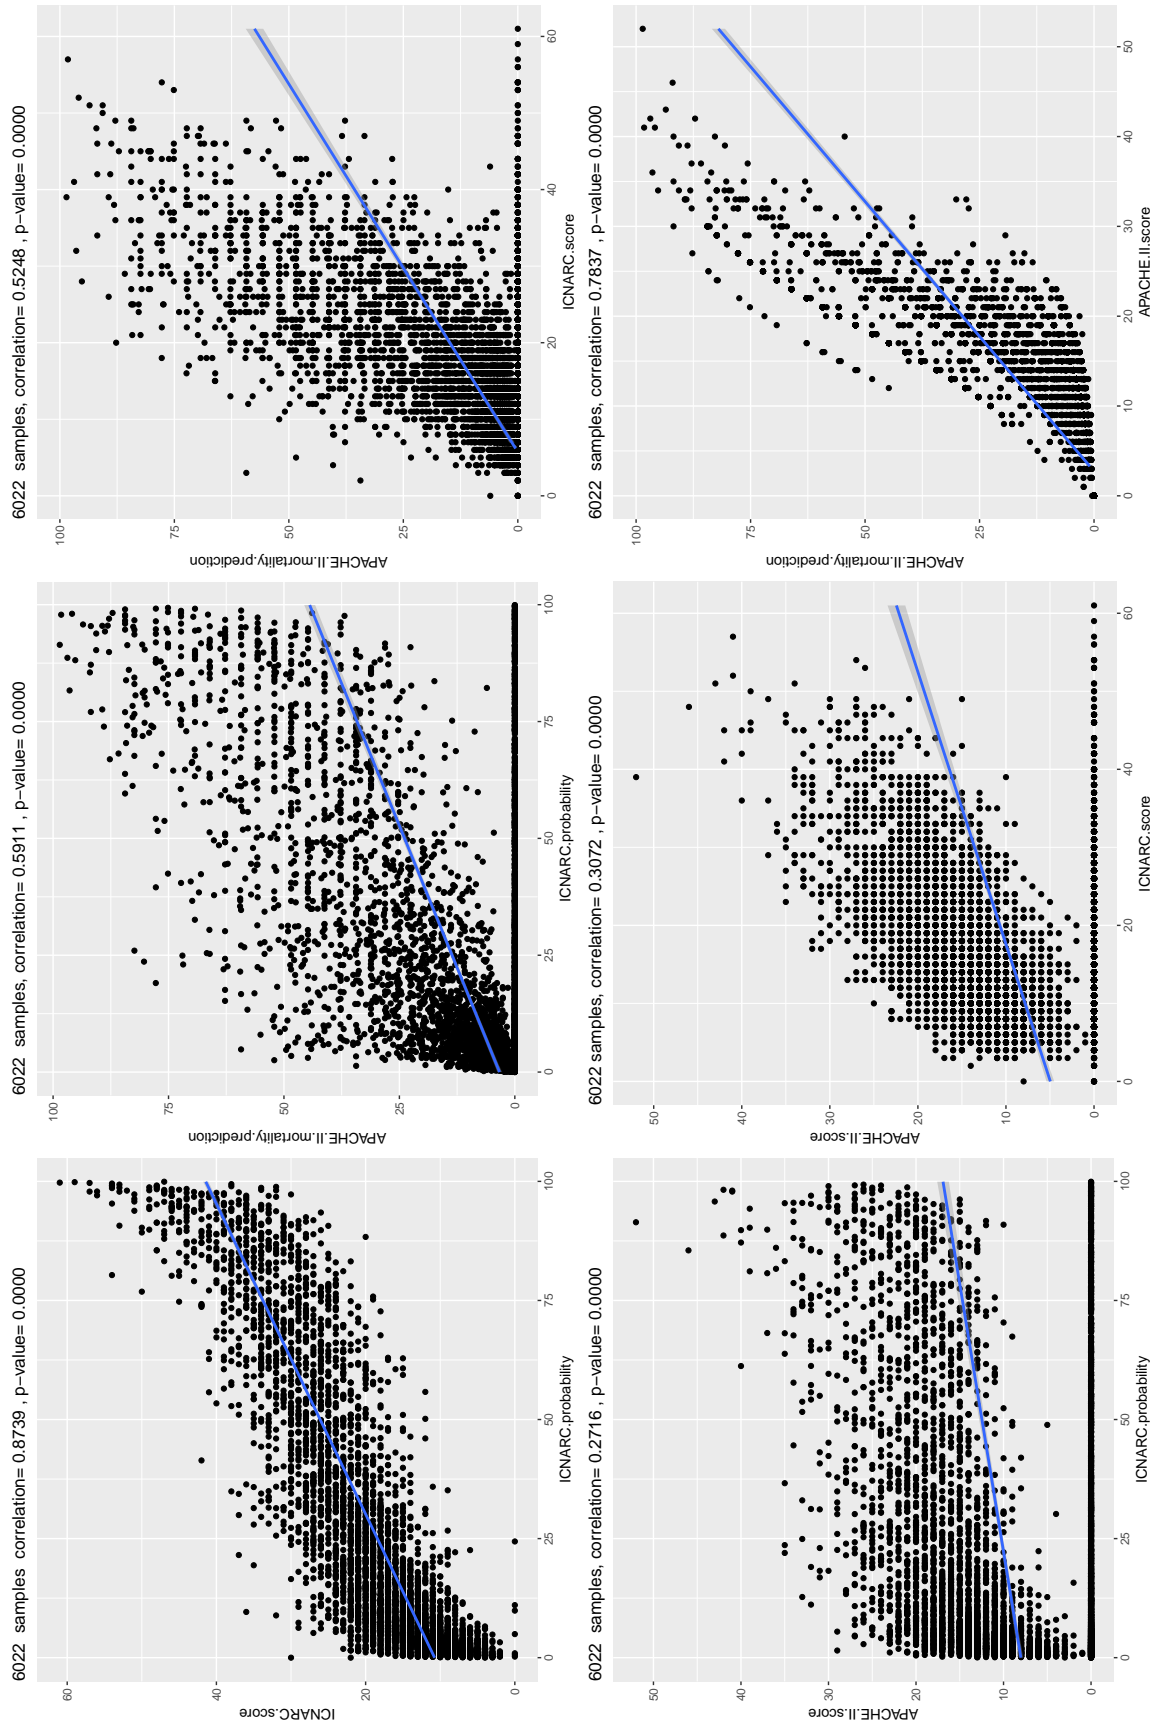 6022 samples correlation= 0.8739 , p−value= 0.0000
ICNARC.score
60
40
20
0
0 25 50 75 100
ICNARC.probability
6022 samples, correlation= 0.5911 , p−value= 0.0000
APACHE.II.mortality.prediction
100
75
50
25
0
0 25 50 75 100
ICNARC.probability
6022 samples, correlation= 0.5248 , p−value= 0.0000
APACHE.II.mortality.prediction
100
75
50
25
0
0 20 40 60
ICNARC.score
6022 samples, correlation= 0.2716 , p−value= 0.0000
APACHE.II.score
50
40
30
20
10
0
0 25 50 75 100
ICNARC.probability
6022 samples, correlation= 0.3072 , p−value= 0.0000
APACHE.II.score
50
40
30
20
10
0
0 20 40 60
ICNARC.score
6022 samples, correlation= 0.7837 , p−value= 0.0000
APACHE.II.mortality.prediction
100
75
50
25
0
0 10 20 30 40 50
APACHE.II.score